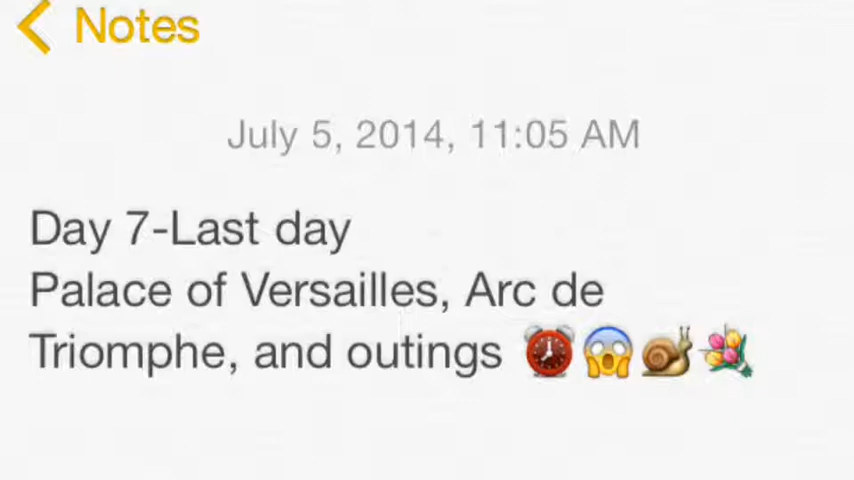 Notes
July 5, 2014, 11:05 AM
Day 7-Last day
Palace of Versailles, Arc de
Triomphe, and outings ⏰😱🐌💐